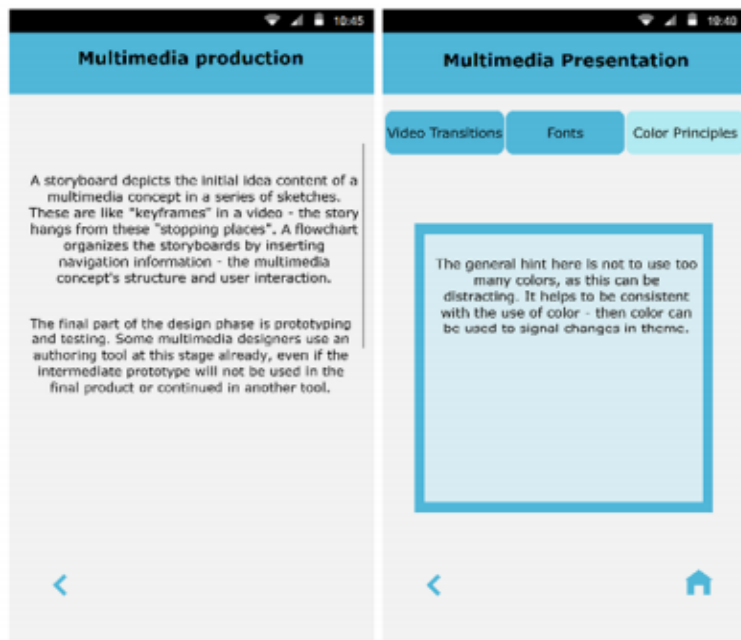 10:45
Multimedia production
A storyboard depicts the initial idea content of a
multimedia concept in a series of sketches.
These are like "keyframes" in a video - the story
hangs from these "stopping places". A flowchart
organizes the storyboards by inserting
navigation information - the multimedia
concept's structure and user interaction.
The final part of the design phase is prototyping
and testing. Some multimedia designers use an
authoring tool at this stage already, even if the
intermediate prototype will not be used in the
final product or continued in another tool.
10:40
Multimedia Presentation
Video Transitions
Fonts
Color Principles
The general hint here is not to use too
many colors, as this can be
distracting. It helps to be consistent
with the use of color - then color can
be used to signal changes in theme.